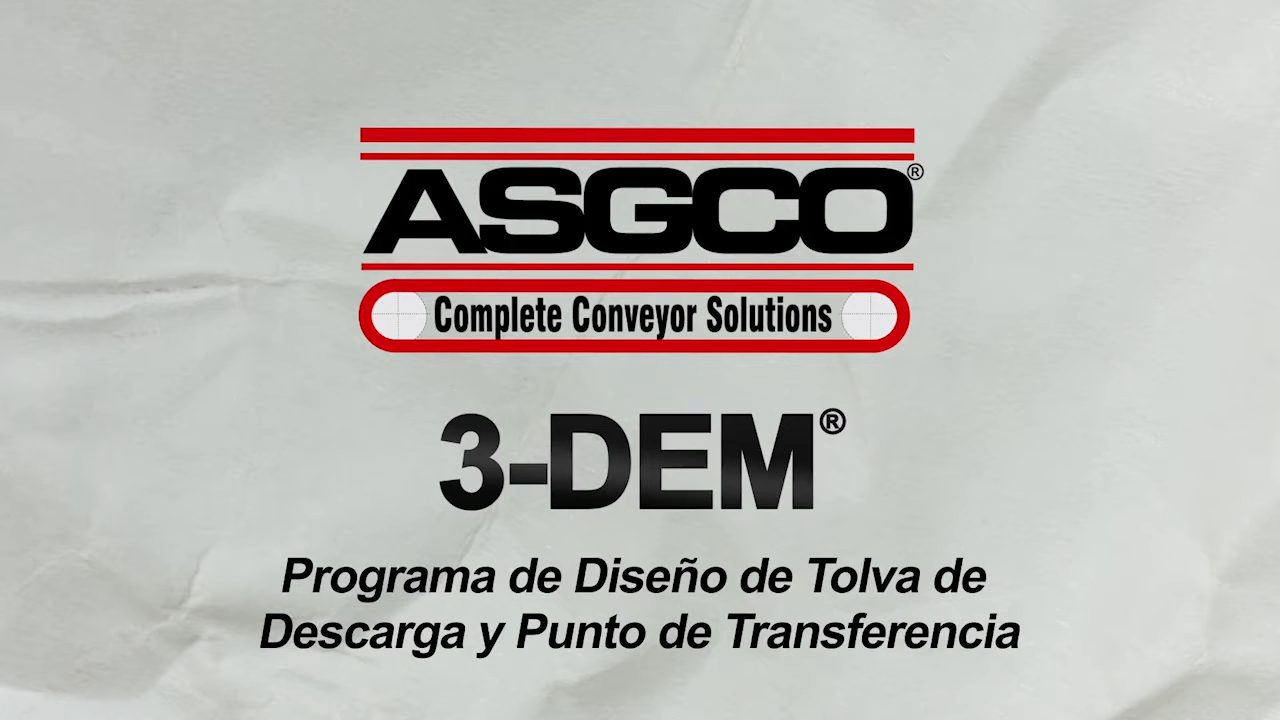 ASGCO®
Complete Conveyor Solutions
3-DEM®
Programa de Diseño de Tolva de
Descarga y Punto de Transferencia